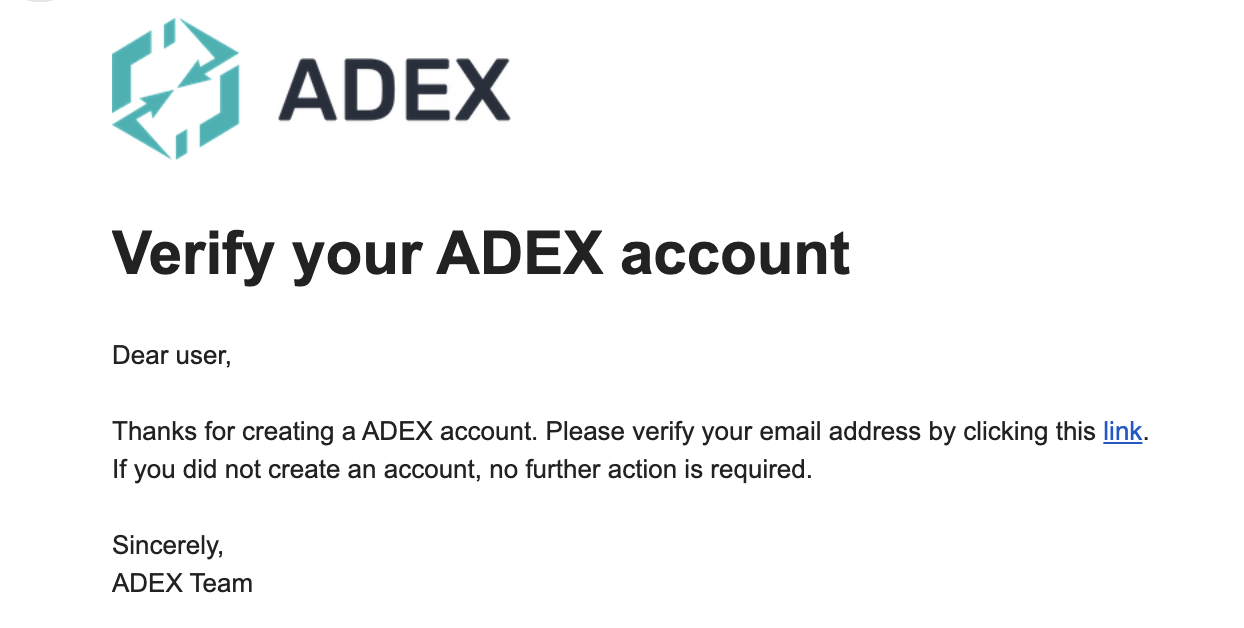 ADEX
Verify your ADEX account
Dear user,
Thanks for creating a ADEX account. Please verify your email address by clicking this link.
If you did not create an account, no further action is required.
Sincerely,
ADEX Team